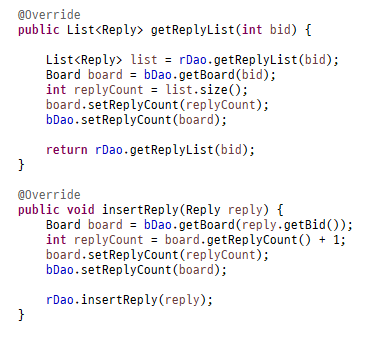 @Override
public List<Reply> getReplyList(int bid) {
List<Reply> list = rDao.getReplyList(bid);
Board board = bDao.getBoard(bid);
int replyCount = list.size();
board.setReplyCount(replyCount);
bDao.setReplyCount(board);
return rDao.getReplyList(bid);
}
@Override
public void insertReply(Reply reply) {
Board board = bDao.getBoard(reply.getBid());
int replyCount = board.getReplyCount() + 1;
board.setReplyCount(replyCount);
bDao.setReplyCount(board);
rDao.insertReply(reply);
}